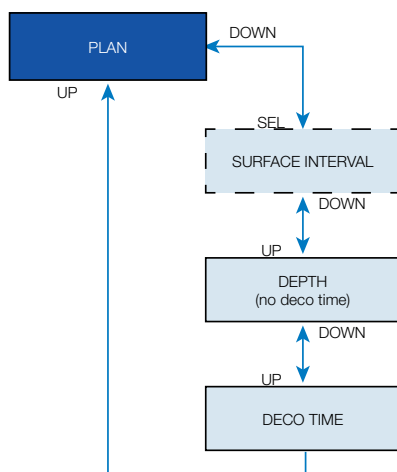 PLAN
DOWN
UP
SEL
SURFACE INTERVAL
DOWN
UP
DEPTH
(no deco time)
DOWN
UP
DECO TIME